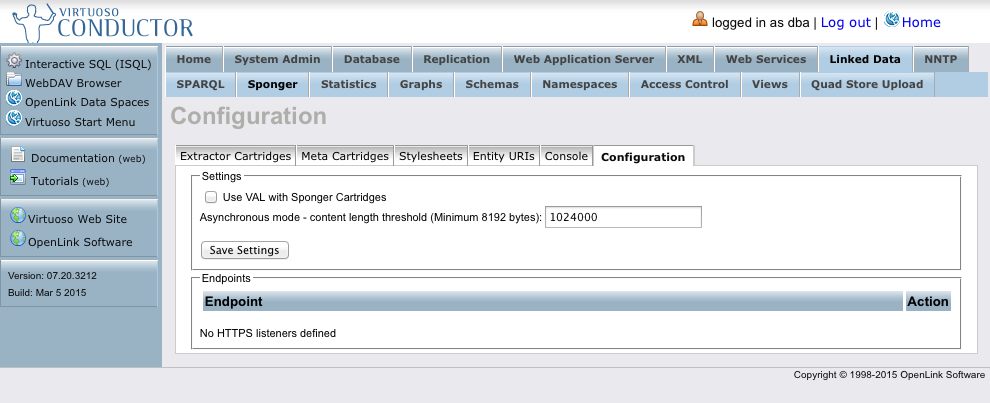 VIRTUOSO
CONDUCTOR
logged in as dba | Log out | Home
Interactive SQL (ISQL)
WebDAV Browser
OpenLink Data Spaces
Virtuoso Start Menu
Documentation (web)
Tutorials (web)
Virtuoso Web Site
OpenLink Software
Version: 07.20.3212
Build: Mar 5 2015
Home System Admin Database Replication Web Application Server XML Web Services Linked Data NNTP
SPARQL Sponger Statistics Graphs Schemas Namespaces Access Control Views Quad Store Upload
Configuration
Extractor Cartridges Meta Cartridges Stylesheets Entity URIs Console Configuration
Settings
Use VAL with Sponger Cartridges
Asynchronous mode - content length threshold (Minimum 8192 bytes): 1024000
Save Settings
Endpoints
Endpoint Action
No HTTPS listeners defined
Copyright © 1998-2015 OpenLink Software